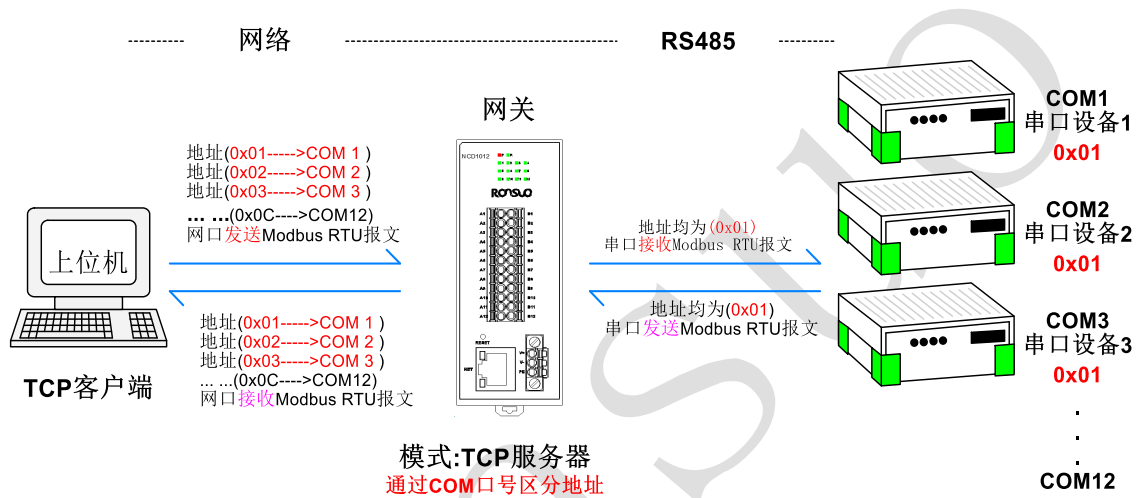 网络
RS485
网关
地址(0x01----->COM 1 )
地址(0x02----->COM 2 )
地址(0x03----->COM 3 )
... ...(0x0C---->COM12)
网口发送Modbus RTU报文
上位机
TCP客户端
地址(0x01----->COM 1 )
地址(0x02----->COM 2 )
地址(0x03----->COM 3 )
... ...(0x0C---->COM12)
网口接收Modbus RTU报文
NCD1012
RESET
NET
V+
V-
PE
模式:TCP服务器
通过COM口号区分地址
地址均为(0x01)
串口接收Modbus RTU报文
地址均为(0x01)
串口发送Modbus RTU报文
COM1
串口设备1
0x01
COM2
串口设备2
0x01
COM3
串口设备3
0x01
COM12